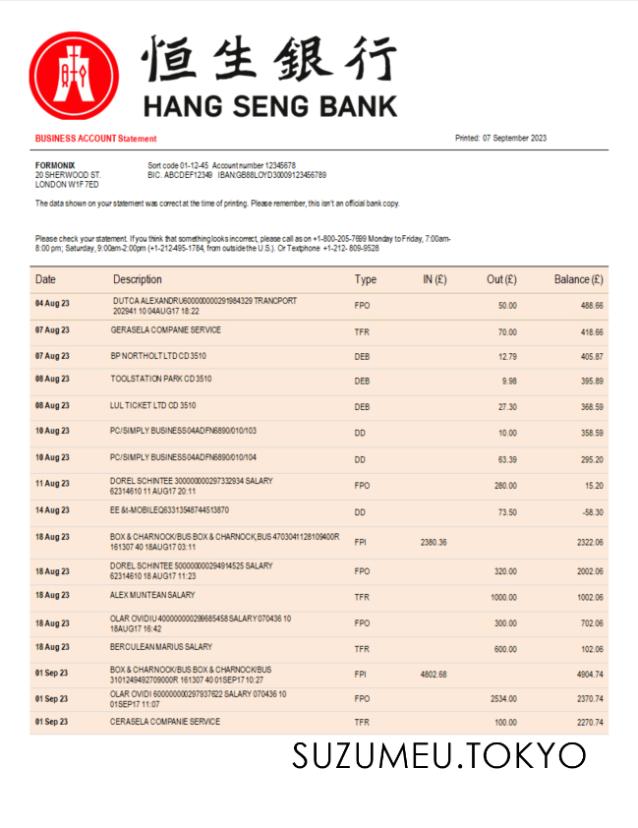 恒生銀行
HANG SENG BANK
BUSINESS ACCOUNT Statement
Printed: 07 September 2023
FORMONIX
20 SHERWOOD ST.
LONDON W1F 7ED
Sort code 01-12-45 Account number 12345678
BIC. ABCDEF12349 IBAN:GB88LOYD30009123456789
The data shown on your statement was correct at the time of printing. Please remember, this isn't an official bank copy.
Please check your statement. If you think that something looks incorrect, please call as on +1-800-205-7699 Monday to Friday, 7:00am-
8:00 pm; Saturday, 9:00am-2:00pm (+1-212-495-1784, from outside the U.S.). Or Textphone +1-212- 809-9528
Date Description Type IN (£) Out (£) Balance (£)
04 Aug 23 DUTCA ALEXANDRU600000000291984329 TRANCPORT FPO 50.00 488.66
202941 10 04AUG17 18:22
07 Aug 23 GERASELA COMPANIE SERVICE TFR 70.00 418.66
07 Aug 23 BP NORTHOLT LTD CD 3510 DEB 12.79 405.87
08 Aug 23 TOOLSTATION PARK CD 3510 DEB 9.98 395.89
08 Aug 23 LUL TICKET LTD CD 3510 DEB 27.30 368.59
10 Aug 23 PC/SIMPLY BUSINESS04ADFN6890/010/103 DD 10.00 358.59
10 Aug 23 PC/SIMPLY BUSINESS04ADFN6890/010/104 DD 63.39 295.20
11 Aug 23 DOREL SCHINTEE 300000000297332934 SALARY FPO 280.00 15.20
62314610 11 AUG17 20:11
14 Aug 23 EE &t-MOBILEQ63313548744513870 DD 73.50 -58.30
18 Aug 23 BOX & CHARNOCK/BUS BOX & CHARNOCK,BUS 4703041128109400R FPI 2380.36 2322.06
161307 40 18AUG17 03:11
18 Aug 23 DOREL SCHINTEE 500000000294914525 SALARY FPO 320.00 2002.06
62314610 18 AUG17 11:23
18 Aug 23 ALEX MUNTEAN SALARY TFR 1000.00 1002.06
18 Aug 23 OLAR OVIDIU 400000000299685458 SALARY 070436 10 FPO 300.00 702.06
18AUG17 16:42
18 Aug 23 BERCULEAN MARIUS SALARY TFR 600.00 102.06
01 Sep 23 BOX & CHARNOCK/BUS BOX & CHARNOCK/BUS FPI 4802.68 4904.74
3101249492709000R 161307 40 01SEP17 10:27
01 Sep 23 OLAR OVIDI 600000000297937622 SALARY 070436 10 FPO 2534.00 2370.74
01SEP17 11:07
01 Sep 23 CERASELA COMPANIE SERVICE TFR 100.00 2270.74
SUZUMEU.TOKYO